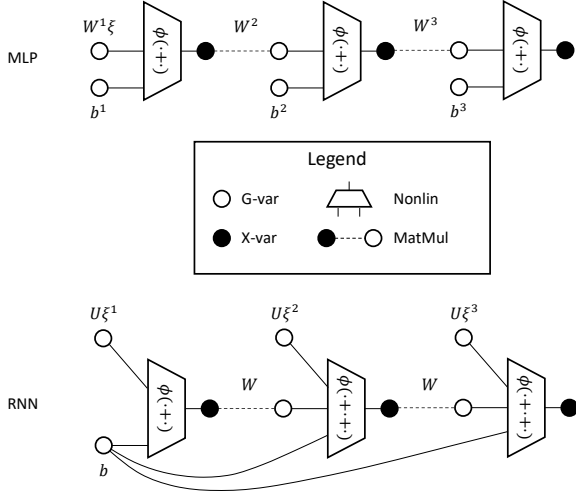 W¹ξ W² W³
MLP ϕ(·+·) ϕ(·+·) ϕ(·+·)
b¹ b² b³
Legend
G-var Nonlin
X-var MatMul
Uξ¹ Uξ² Uξ³
RNN ϕ(·+·) W ϕ(·+·+·) W ϕ(·+·+·)
b